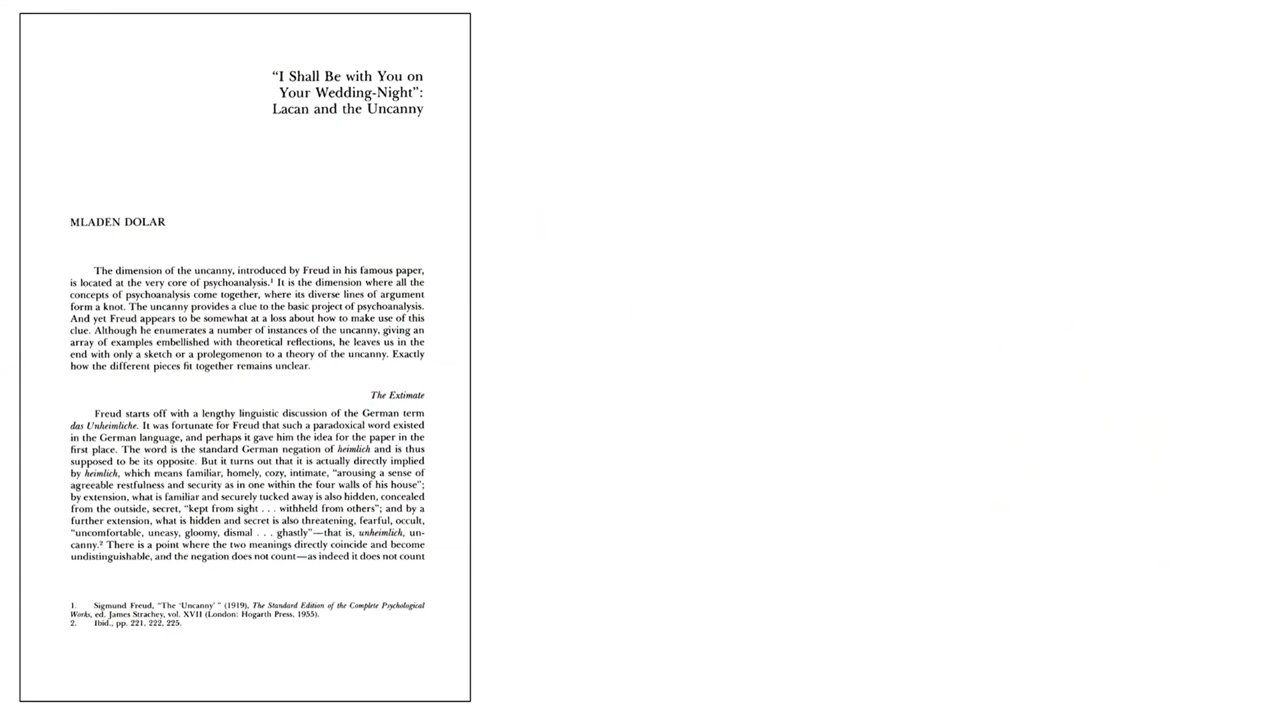 “I Shall Be with You on
Your Wedding-Night”:
Lacan and the Uncanny
MLADEN DOLAR
The dimension of the uncanny, introduced by Freud in his famous paper,
is located at the very core of psychoanalysis.¹ It is the dimension where all the
concepts of psychoanalysis come together, where its diverse lines of argument
form a knot. The uncanny provides a clue to the basic project of psychoanalysis.
And yet Freud appears to be somewhat at a loss about how to make use of this
clue. Although he enumerates a number of instances of the uncanny, giving an
array of examples embellished with theoretical reflections, he leaves us in the
end with only a sketch or a prolegomenon to a theory of the uncanny. Exactly
how the different pieces fit together remains unclear.
The Extimate
Freud starts off with a lengthy linguistic discussion of the German term
das Unheimliche. It was fortunate for Freud that such a paradoxical word existed
in the German language, and perhaps it gave him the idea for the paper in the
first place. The word is the standard German negation of heimlich and is thus
supposed to be its opposite. But it turns out that it is actually directly implied
by heimlich, which means familiar, homely, cozy, intimate, “arousing a sense of
agreeable restfulness and security as in one within the four walls of his house”;
by extension, what is familiar and securely tucked away is also hidden, concealed
from the outside, secret, “kept from sight . . . withheld from others”; and by a
further extension, what is hidden and secret is also threatening, fearful, occult,
“uncomfortable, uneasy, gloomy, dismal . . . ghastly”—that is, unheimlich, un-
canny.² There is a point where the two meanings directly coincide and become
undistinguishable, and the negation does not count—as indeed it does not count
1. Sigmund Freud, “The ‘Uncanny’ ” (1919), The Standard Edition of the Complete Psychological
Works, ed. James Strachey, vol. XVII (London: Hogarth Press, 1955).
2. Ibid., pp. 221, 222, 225.